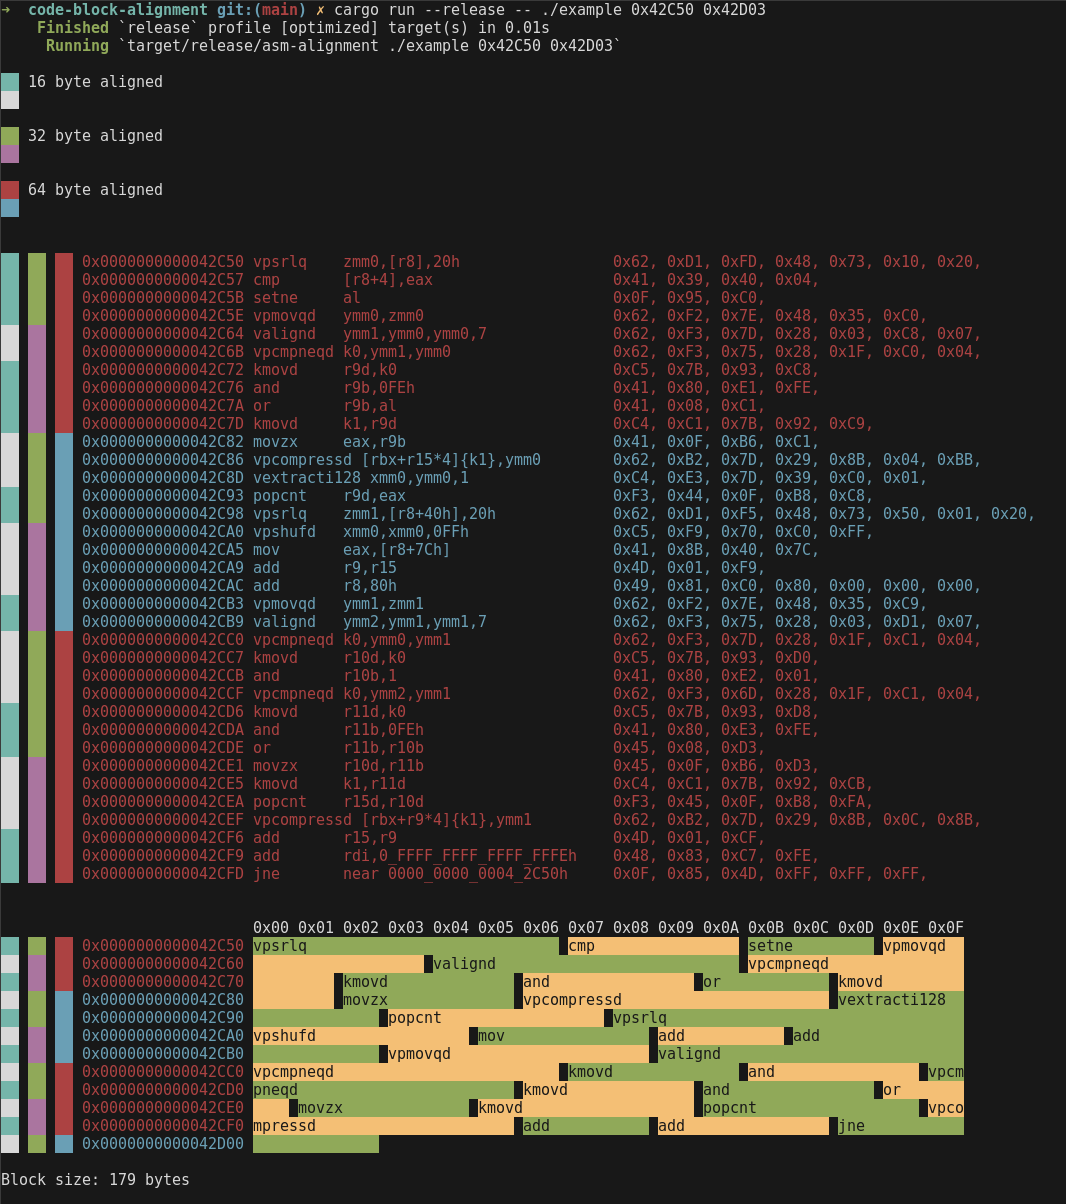 ➜  code-block-alignment git:(main) ✗ cargo run --release -- ./example 0x42C50 0x42D03
    Finished `release` profile [optimized] target(s) in 0.01s
     Running `target/release/asm-alignment ./example 0x42C50 0x42D03`
16 byte aligned
32 byte aligned
64 byte aligned
0x0000000000042C50 vpsrlq    zmm0,[r8],20h                 0x62, 0xD1, 0xFD, 0x48, 0x73, 0x10, 0x20,
0x0000000000042C57 cmp       [r8+4],eax                    0x41, 0x39, 0x40, 0x04,
0x0000000000042C5B setne     al                            0x0F, 0x95, 0xC0,
0x0000000000042C5E vpmovqd   ymm0,zmm0                     0x62, 0xF2, 0x7E, 0x48, 0x35, 0xC0,
0x0000000000042C64 valignd   ymm1,ymm0,ymm0,7              0x62, 0xF3, 0x7D, 0x28, 0x03, 0xC8, 0x07,
0x0000000000042C6B vpcmpneqd k0,ymm1,ymm0                  0x62, 0xF3, 0x75, 0x28, 0x1F, 0xC0, 0x04,
0x0000000000042C72 kmovd     r9d,k0                        0xC5, 0x7B, 0x93, 0xC8,
0x0000000000042C76 and       r9b,0FEh                      0x41, 0x80, 0xE1, 0xFE,
0x0000000000042C7A or        r9b,al                        0x41, 0x08, 0xC1,
0x0000000000042C7D kmovd     k1,r9d                        0xC4, 0xC1, 0x7B, 0x92, 0xC9,
0x0000000000042C82 movzx     eax,r9b                       0x41, 0x0F, 0xB6, 0xC1,
0x0000000000042C86 vpcompressd [rbx+r15*4]{k1},ymm0        0x62, 0xB2, 0x7D, 0x29, 0x8B, 0x04, 0xBB,
0x0000000000042C8D vextracti128 xmm0,ymm0,1                0xC4, 0xE3, 0x7D, 0x39, 0xC0, 0x01,
0x0000000000042C93 popcnt    r9d,eax                       0xF3, 0x44, 0x0F, 0xB8, 0xC8,
0x0000000000042C98 vpsrlq    zmm1,[r8+40h],20h             0x62, 0xD1, 0xF5, 0x48, 0x73, 0x50, 0x01, 0x20,
0x0000000000042CA0 vpshufd   xmm0,xmm0,0FFh                0xC5, 0xF9, 0x70, 0xC0, 0xFF,
0x0000000000042CA5 mov       eax,[r8+7Ch]                  0x41, 0x8B, 0x40, 0x7C,
0x0000000000042CA9 add       r9,r15                        0x4D, 0x01, 0xF9,
0x0000000000042CAC add       r8,80h                        0x49, 0x81, 0xC0, 0x80, 0x00, 0x00, 0x00,
0x0000000000042CB3 vpmovqd   ymm1,zmm1                     0x62, 0xF2, 0x7E, 0x48, 0x35, 0xC9,
0x0000000000042CB9 valignd   ymm2,ymm1,ymm1,7              0x62, 0xF3, 0x75, 0x28, 0x03, 0xD1, 0x07,
0x0000000000042CC0 vpcmpneqd k0,ymm0,ymm1                  0x62, 0xF3, 0x7D, 0x28, 0x1F, 0xC1, 0x04,
0x0000000000042CC7 kmovd     r10d,k0                       0xC5, 0x7B, 0x93, 0xD0,
0x0000000000042CCB and       r10b,1                        0x41, 0x80, 0xE2, 0x01,
0x0000000000042CCF vpcmpneqd k0,ymm2,ymm1                  0x62, 0xF3, 0x6D, 0x28, 0x1F, 0xC1, 0x04,
0x0000000000042CD6 kmovd     r11d,k0                       0xC5, 0x7B, 0x93, 0xD8,
0x0000000000042CDA and       r11b,0FEh                     0x41, 0x80, 0xE3, 0xFE,
0x0000000000042CDE or        r11b,r10b                     0x45, 0x08, 0xD3,
0x0000000000042CE1 movzx     r10d,r11b                     0x45, 0x0F, 0xB6, 0xD3,
0x0000000000042CE5 kmovd     k1,r11d                       0xC4, 0xC1, 0x7B, 0x92, 0xCB,
0x0000000000042CEA popcnt    r15d,r10d                     0xF3, 0x45, 0x0F, 0xB8, 0xFA,
0x0000000000042CEF vpcompressd [rbx+r9*4]{k1},ymm1         0x62, 0xB2, 0x7D, 0x29, 0x8B, 0x0C, 0x8B,
0x0000000000042CF6 add       r15,r9                        0x4D, 0x01, 0xCF,
0x0000000000042CF9 add       rdi,0_FFFF_FFFF_FFFF_FFFEh    0x48, 0x83, 0xC7, 0xFE,
0x0000000000042CFD jne       near 0000_0000_0004_2C50h     0x0F, 0x85, 0x4D, 0xFF, 0xFF, 0xFF,
0x00 0x01 0x02 0x03 0x04 0x05 0x06 0x07 0x08 0x09 0x0A 0x0B 0x0C 0x0D 0x0E 0x0F
0x0000000000042C50 vpsrlq cmp setne vpmovqd
0x0000000000042C60 valignd vpcmpneqd
0x0000000000042C70 kmovd and or kmovd
0x0000000000042C80 movzx vpcompressd vextracti128
0x0000000000042C90 popcnt vpsrlq
0x0000000000042CA0 vpshufd mov add add
0x0000000000042CB0 vpmovqd valignd
0x0000000000042CC0 vpcmpneqd kmovd and vpcm
0x0000000000042CD0 pneqd kmovd and or
0x0000000000042CE0 movzx kmovd popcnt vpco
0x0000000000042CF0 mpressd add add jne
0x0000000000042D00
Block size: 179 bytes